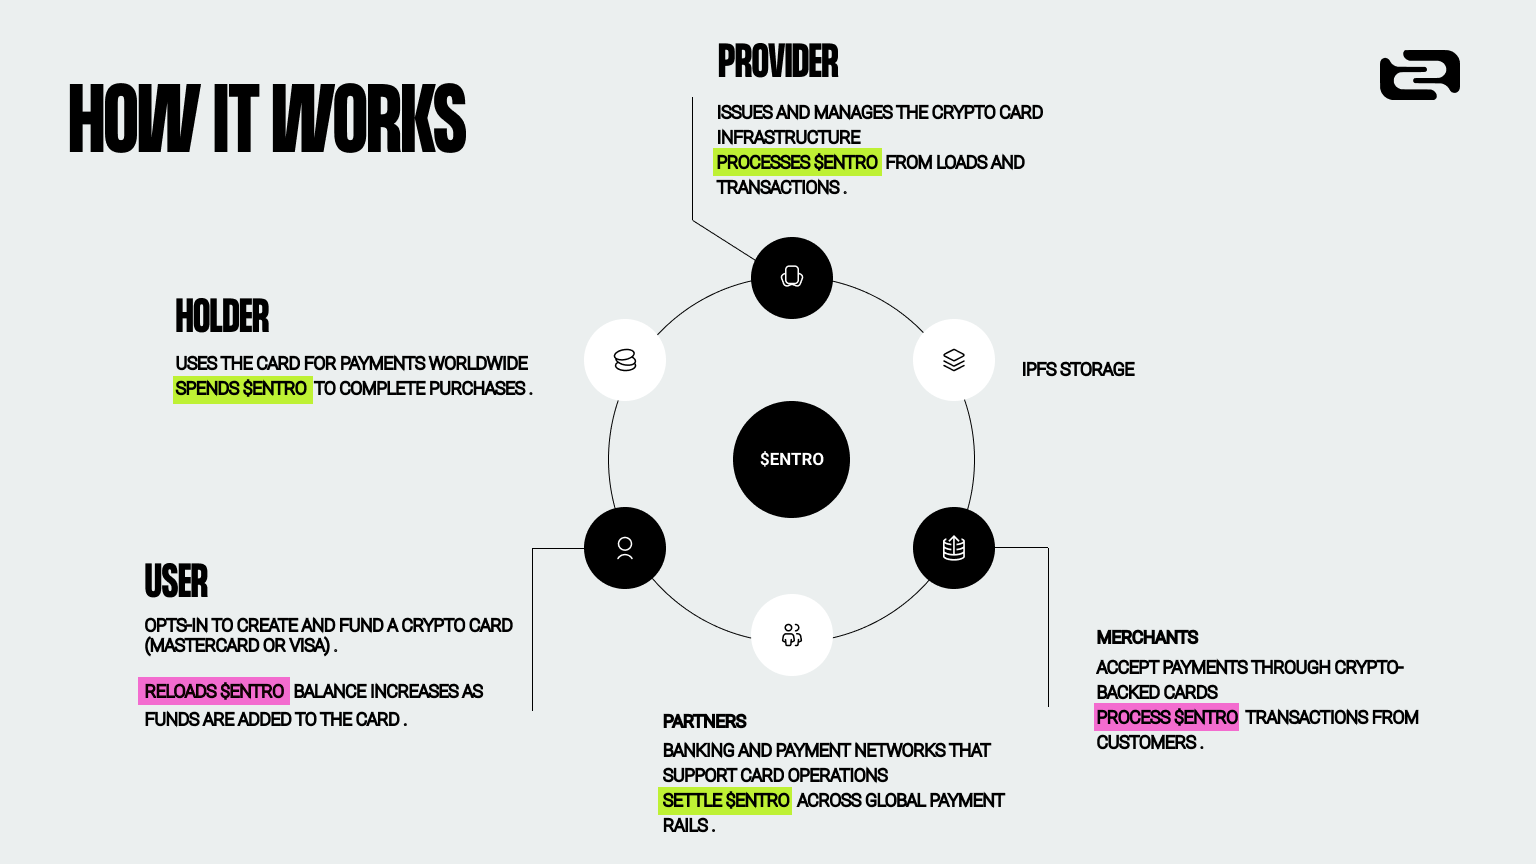 HOW IT WORKS
PROVIDER
ISSUES AND MANAGES THE CRYPTO CARD
INFRASTRUCTURE
PROCESSES $ENTRO FROM LOADS AND
TRANSACTIONS .
HOLDER
USES THE CARD FOR PAYMENTS WORLDWIDE
SPENDS $ENTRO TO COMPLETE PURCHASES .
IPFS STORAGE
$ENTRO
USER
OPTS-IN TO CREATE AND FUND A CRYPTO CARD
(MASTERCARD OR VISA) .
RELOADS $ENTRO BALANCE INCREASES AS
FUNDS ARE ADDED TO THE CARD .
PARTNERS
BANKING AND PAYMENT NETWORKS THAT
SUPPORT CARD OPERATIONS
SETTLE $ENTRO ACROSS GLOBAL PAYMENT
RAILS .
MERCHANTS
ACCEPT PAYMENTS THROUGH CRYPTO-
BACKED CARDS
PROCESS $ENTRO TRANSACTIONS FROM
CUSTOMERS .